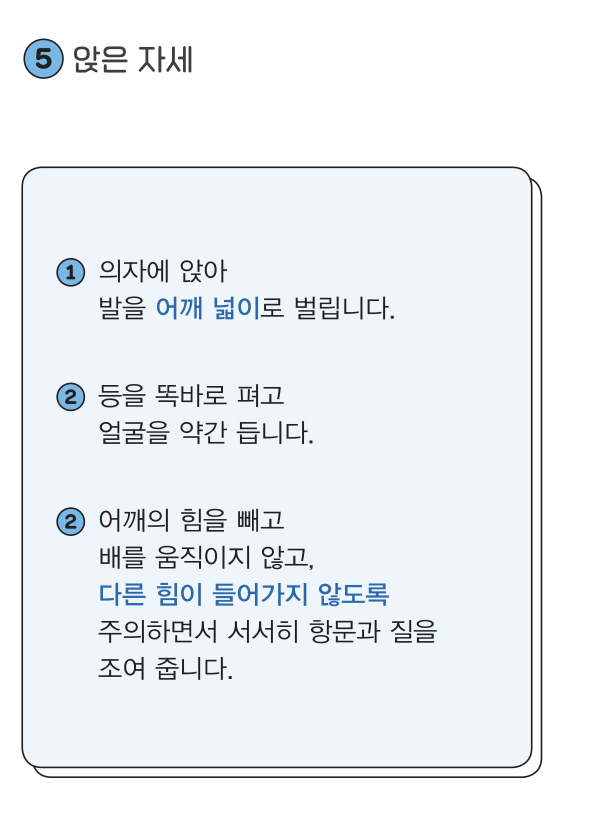 5 앉은 자세
1 의자에 앉아
발을 어깨 넓이로 벌립니다.
2 등을 똑바로 펴고
얼굴을 약간 듭니다.
2 어깨의 힘을 빼고
배를 움직이지 않고,
다른 힘이 들어가지 않도록
주의하면서 서서히 항문과 질을
조여 줍니다.